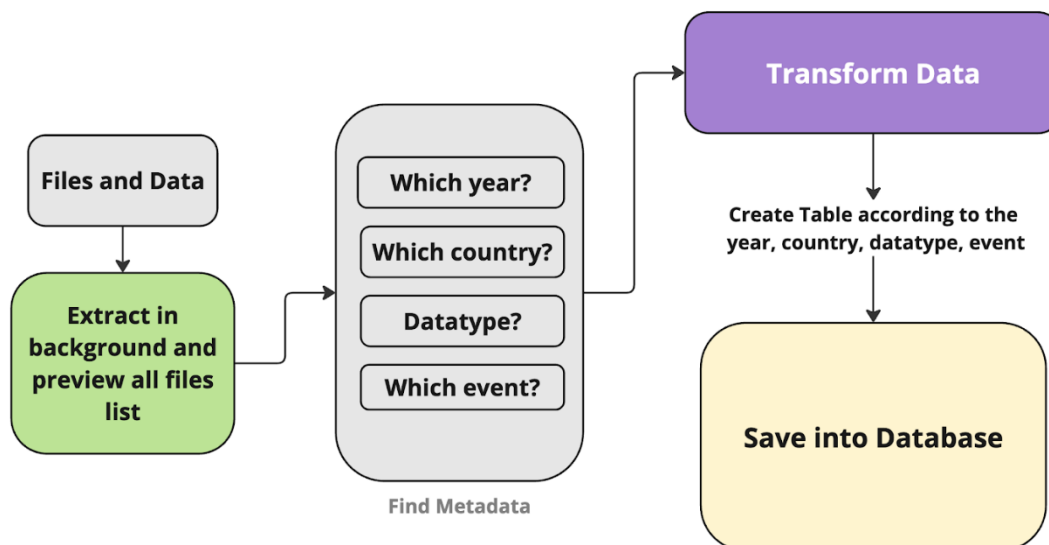 Files and Data
Extract in
background and
preview all files
list
Which year?
Which country?
Datatype?
Which event?
Find Metadata
Transform Data
Create Table according to the
year, country, datatype, event
Save into Database